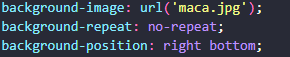 background-image: url('maca.jpg');
background-repeat: no-repeat;
background-position: right bottom;